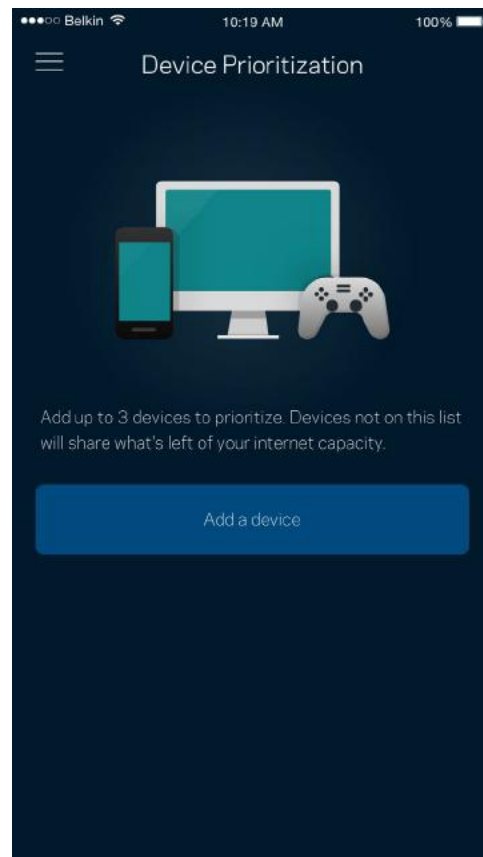 Belkin 10:19 AM 100%
Device Prioritization
Add up to 3 devices to prioritize. Devices not on this list
will share what's left of your internet capacity.
Add a device